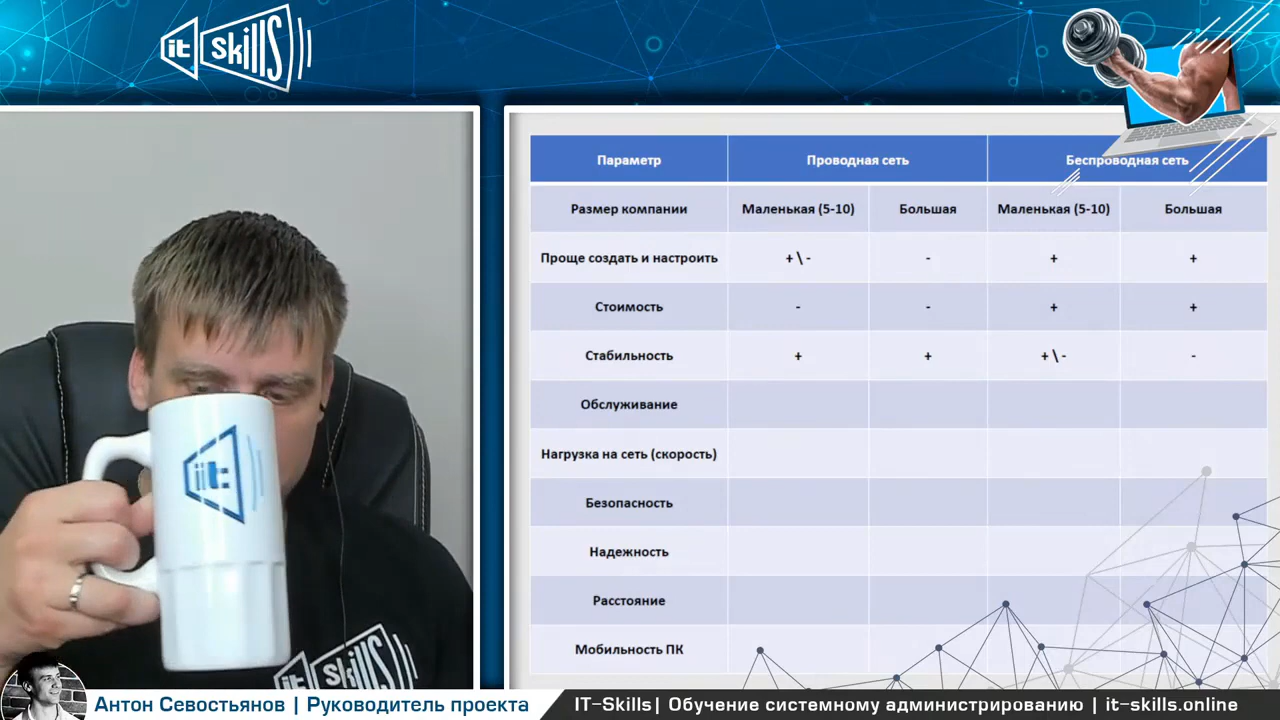 it skills
Параметр Проводная сеть Беспроводная сеть
Размер компании Маленькая (5-10) Большая Маленькая (5-10) Большая
Проще создать и настроить + \ - - + +
Стоимость - - + +
Стабильность + + + \ - -
Обслуживание
Нагрузка на сеть (скорость)
Безопасность
Надежность
Расстояние
Мобильность ПК
it
it skills
Антон Севостьянов | Руководитель проекта
IT-Skills| Обучение системному администрированию | it-skills.online